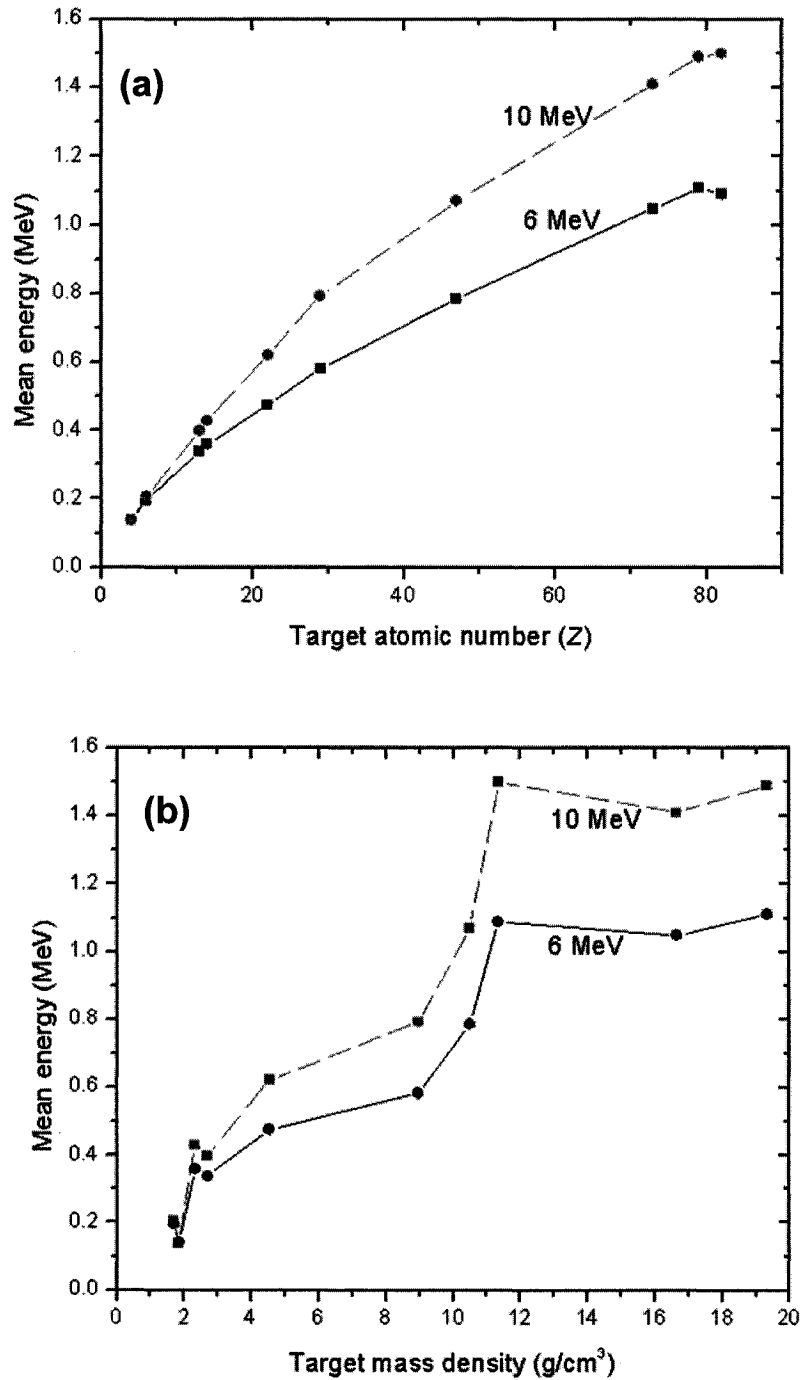 (a)
1.6
1.4
1.2
1.0
0.8
0.6
0.4
0.2
0.0
Mean energy (MeV)
10 MeV
6 MeV
0 20 40 60 80
Target atomic number (Z)
(b)
1.6
1.4
1.2
1.0
0.8
0.6
0.4
0.2
0.0
Mean energy (MeV)
10 MeV
6 MeV
0 2 4 6 8 10 12 14 16 18 20
Target mass density (g/cm³)